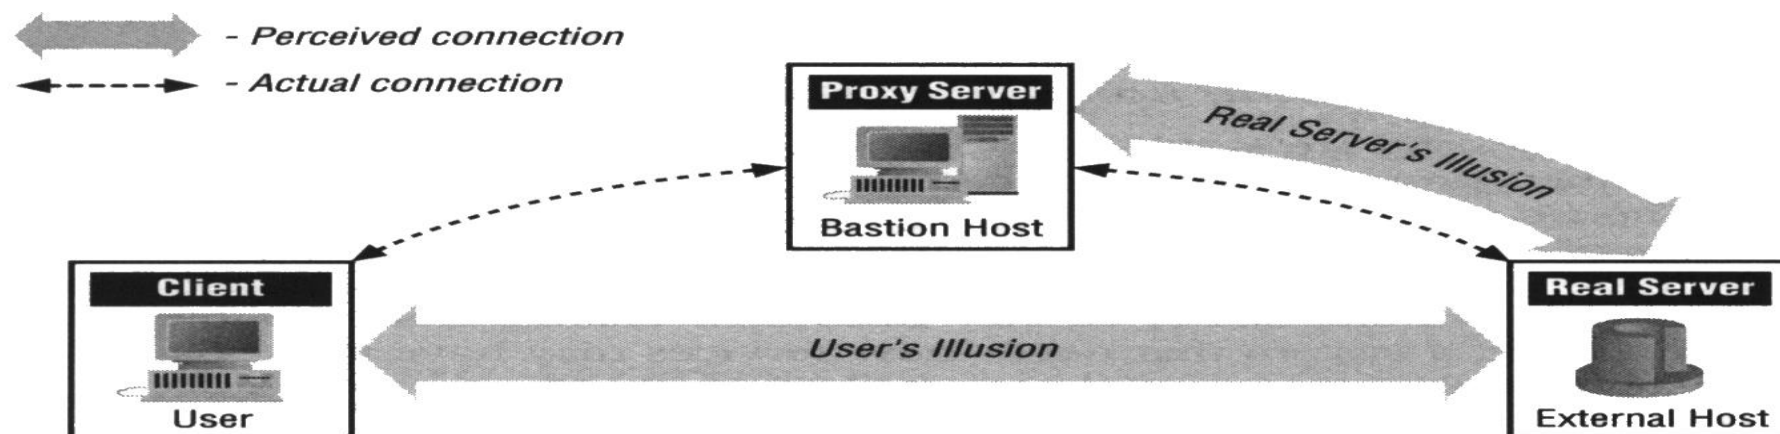 - Perceived connection
- Actual connection
Proxy Server
Bastion Host
Real Server's Illusion
Client
User
User's Illusion
Real Server
External Host